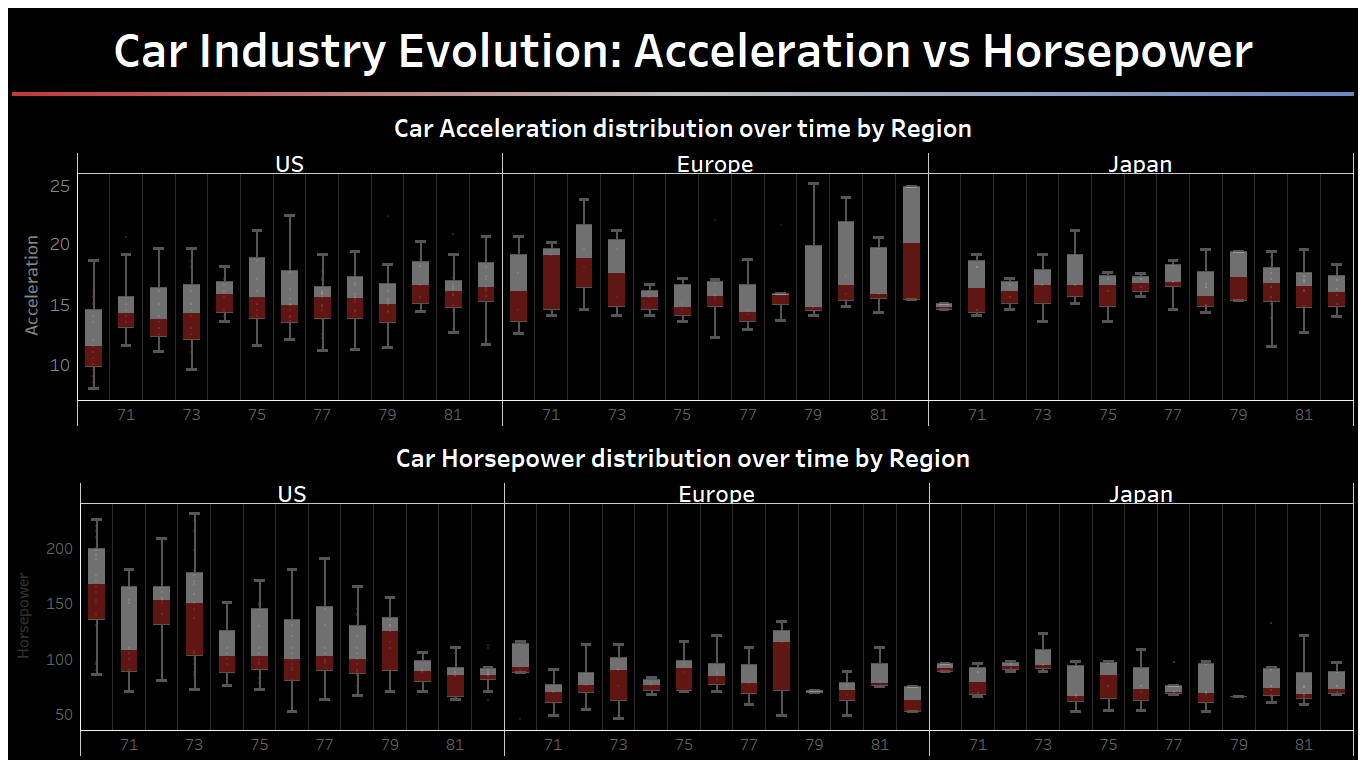 Car Industry Evolution: Acceleration vs Horsepower
Car Acceleration distribution over time by Region
US Europe Japan
Acceleration
25
20
15
10
71 73 75 77 79 81 71 73 75 77 79 81 71 73 75 77 79 81
Car Horsepower distribution over time by Region
US Europe Japan
Horsepower
200
150
100
50
71 73 75 77 79 81 71 73 75 77 79 81 71 73 75 77 79 81